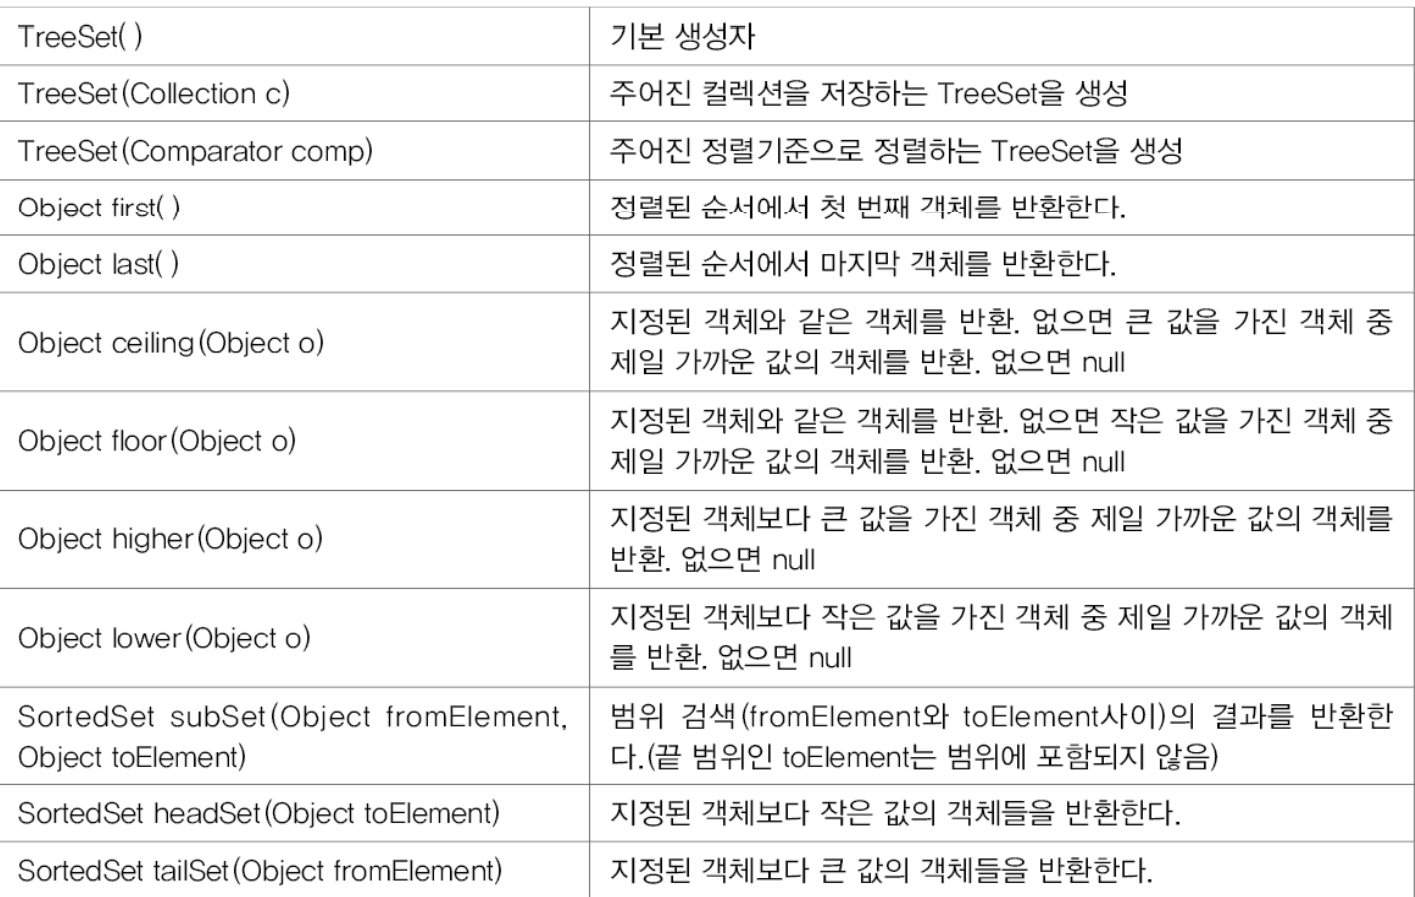 TreeSet( )
기본 생성자
TreeSet(Collection c)
주어진 컬렉션을 저장하는 TreeSet을 생성
TreeSet(Comparator comp)
주어진 정렬기준으로 정렬하는 TreeSet을 생성
Object first( )
정렬된 순서에서 첫 번째 객체를 반환한다.
Object last( )
정렬된 순서에서 마지막 객체를 반환한다.
Object ceiling(Object o)
지정된 객체와 같은 객체를 반환. 없으면 큰 값을 가진 객체 중
제일 가까운 값의 객체를 반환. 없으면 null
Object floor(Object o)
지정된 객체와 같은 객체를 반환. 없으면 작은 값을 가진 객체 중
제일 가까운 값의 객체를 반환. 없으면 null
Object higher(Object o)
지정된 객체보다 큰 값을 가진 객체 중 제일 가까운 값의 객체를
반환. 없으면 null
Object lower(Object o)
지정된 객체보다 작은 값을 가진 객체 중 제일 가까운 값의 객체
를 반환. 없으면 null
SortedSet subSet(Object fromElement,
Object toElement)
범위 검색(fromElement와 toElement사이)의 결과를 반환한
다.(끝 범위인 toElement는 범위에 포함되지 않음)
SortedSet headSet(Object toElement)
지정된 객체보다 작은 값의 객체들을 반환한다.
SortedSet tailSet(Object fromElement)
지정된 객체보다 큰 값의 객체들을 반환한다.